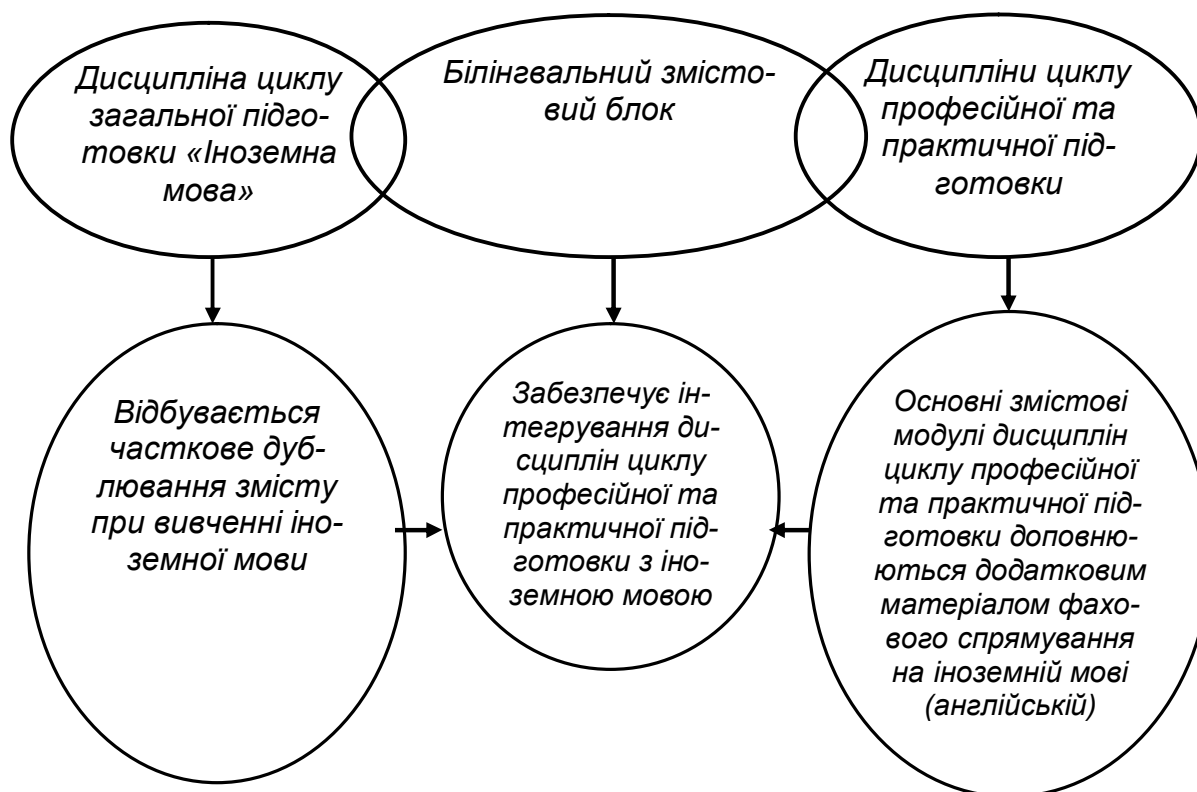 Дисципліна циклу
загальної підго-
товки «Іноземна
мова»
Білінгвальний змісто-
вий блок
Дисципліни циклу
професійної та
практичної під-
готовки
Відбувається
часткове дуб-
лювання змісту
при вивченні іно-
земної мови
Забезпечує ін-
тегрування ди-
сциплін циклу
професійної та
практичної під-
готовки з іно-
земною мовою
Основні змістові
модулі дисциплін
циклу професійної
та практичної під-
готовки доповню-
ються додатковим
матеріалом фахо-
вого спрямування
на іноземній мові
(англійській)